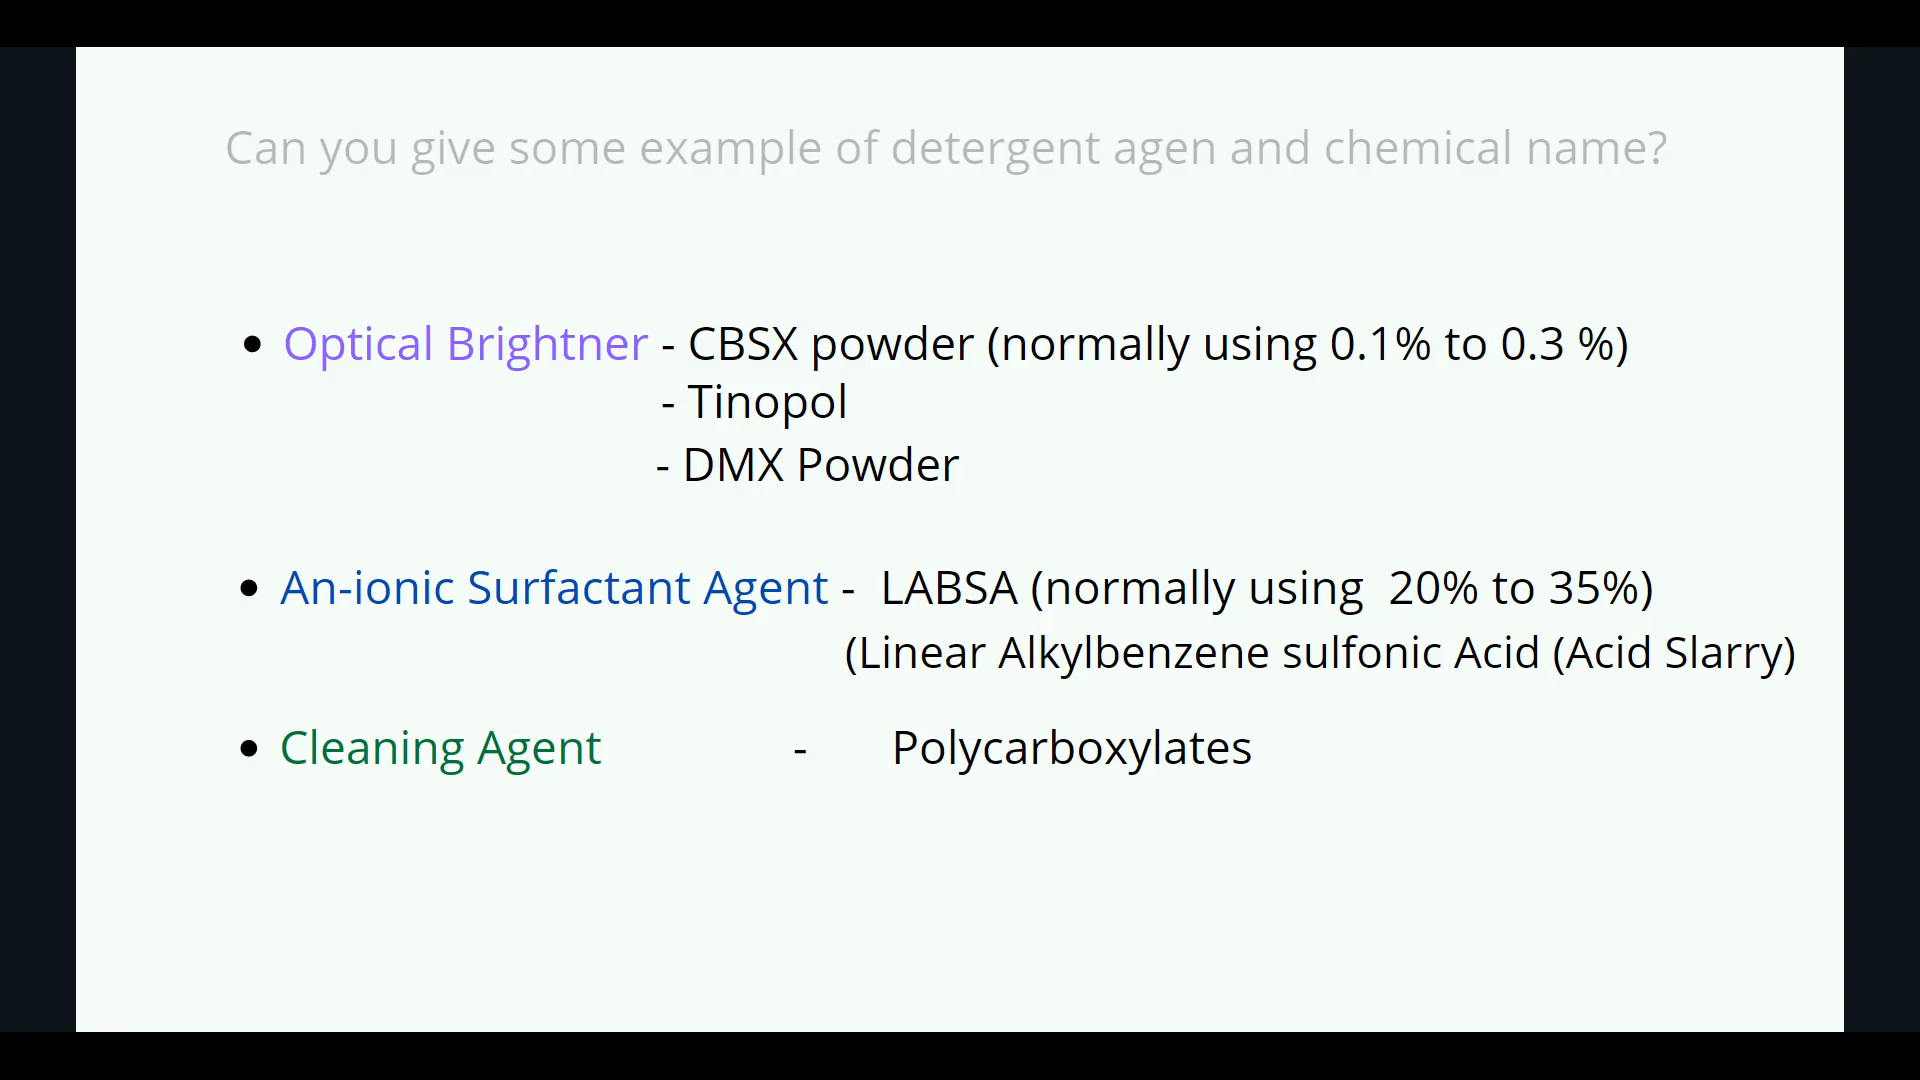 Can you give some example of detergent agen and chemical name?
• Optical Brightner - CBSX powder (normally using 0.1% to 0.3 %)
- Tinopol
- DMX Powder
• An-ionic Surfactant Agent - LABSA (normally using 20% to 35%)
(Linear Alkylbenzene sulfonic Acid (Acid Slarry)
• Cleaning Agent - Polycarboxylates